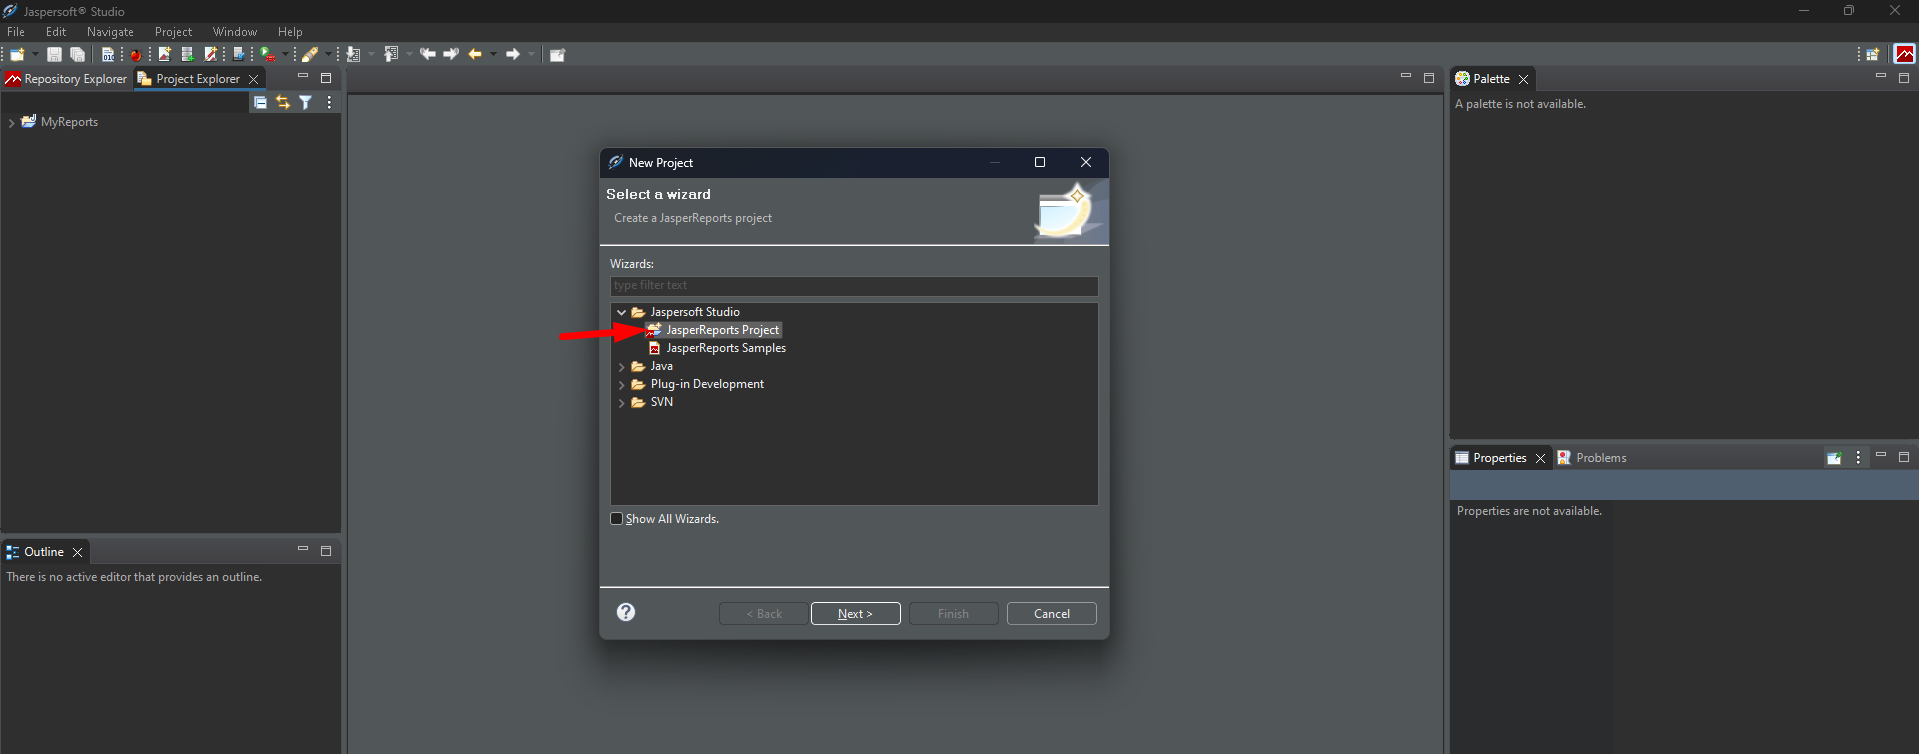 Jaspersoft® Studio
File Edit Navigate Project Window Help
Repository Explorer Project Explorer
MyReports
Outline
There is no active editor that provides an outline.
New Project
Select a wizard
Create a JasperReports project
Wizards:
type filter text
Jaspersoft Studio
JasperReports Project
JasperReports Samples
Java
Plug-in Development
SVN
Show All Wizards.
< Back Next > Finish Cancel
Palette
A palette is not available.
Properties Problems
Properties are not available.